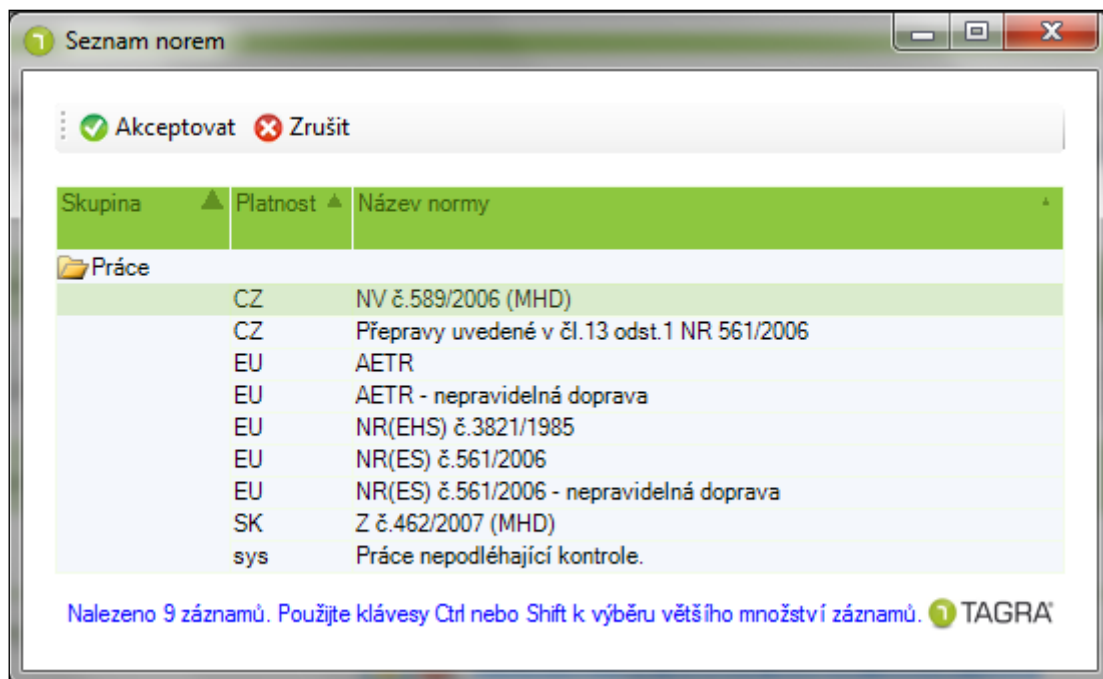 Seznam norem
Akceptovat Zrušit
Skupina Platnost Název normy
Práce
CZ NV č.589/2006 (MHD)
CZ Přepravy uvedené v čl.13 odst.1 NR 561/2006
EU AETR
EU AETR - nepravidelná doprava
EU NR(EHS) č.3821/1985
EU NR(ES) č.561/2006
EU NR(ES) č.561/2006 - nepravidelná doprava
SK Z č.462/2007 (MHD)
sys Práce nepodléhající kontrole.
Nalezeno 9 záznamů. Použijte klávesy Ctrl nebo Shift k výběru většího množství záznamů. TAGRA